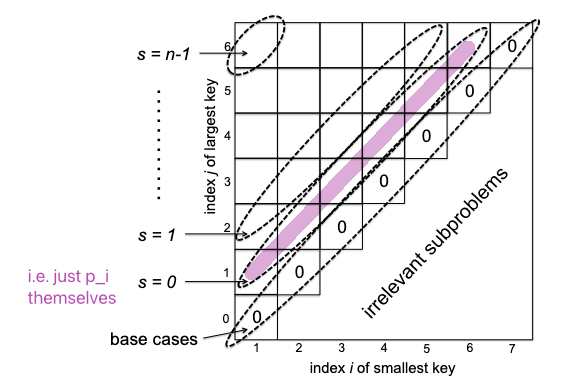 s = n-1
s = 1
s = 0
i.e. just p_i
themselves
base cases
index j of largest key
6
5
4
3
2
1
0
0
0
0
0
0
0
0
irrelevant subproblems
1 2 3 4 5 6 7
index i of smallest key